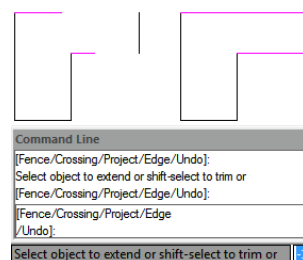 Command Line
[Fence/Crossing/Project/Edge/Undo]:
Select object to extend or shift-select to trim or
[Fence/Crossing/Project/Edge/Undo]:
[Fence/Crossing/Project/Edge
/Undo]:
Select object to extend or shift-select to trim or